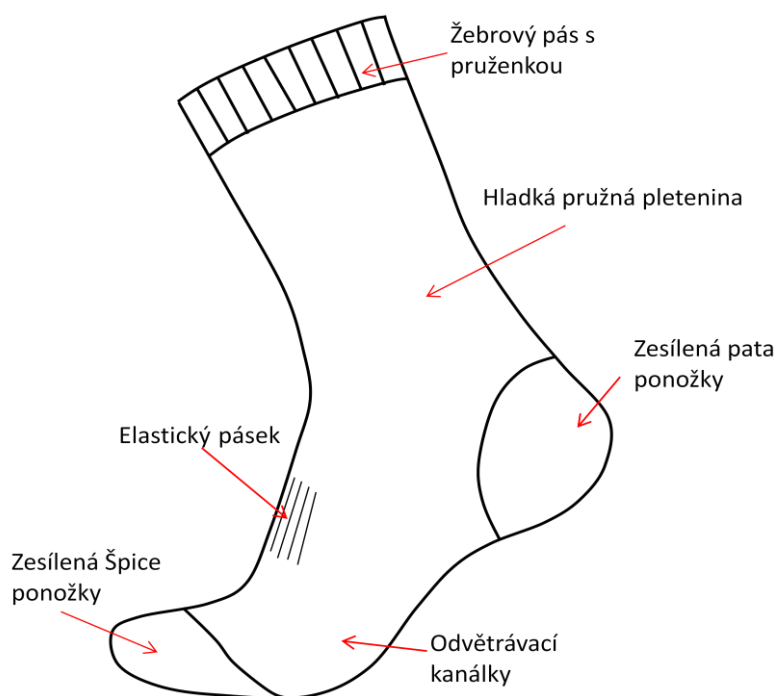 Žebrový pás s
pruženkou
Hladká pružná pletenina
Zesílená pata
ponožky
Elastický pásek
Zesílená Špice
ponožky
Odvětrávací
kanálky